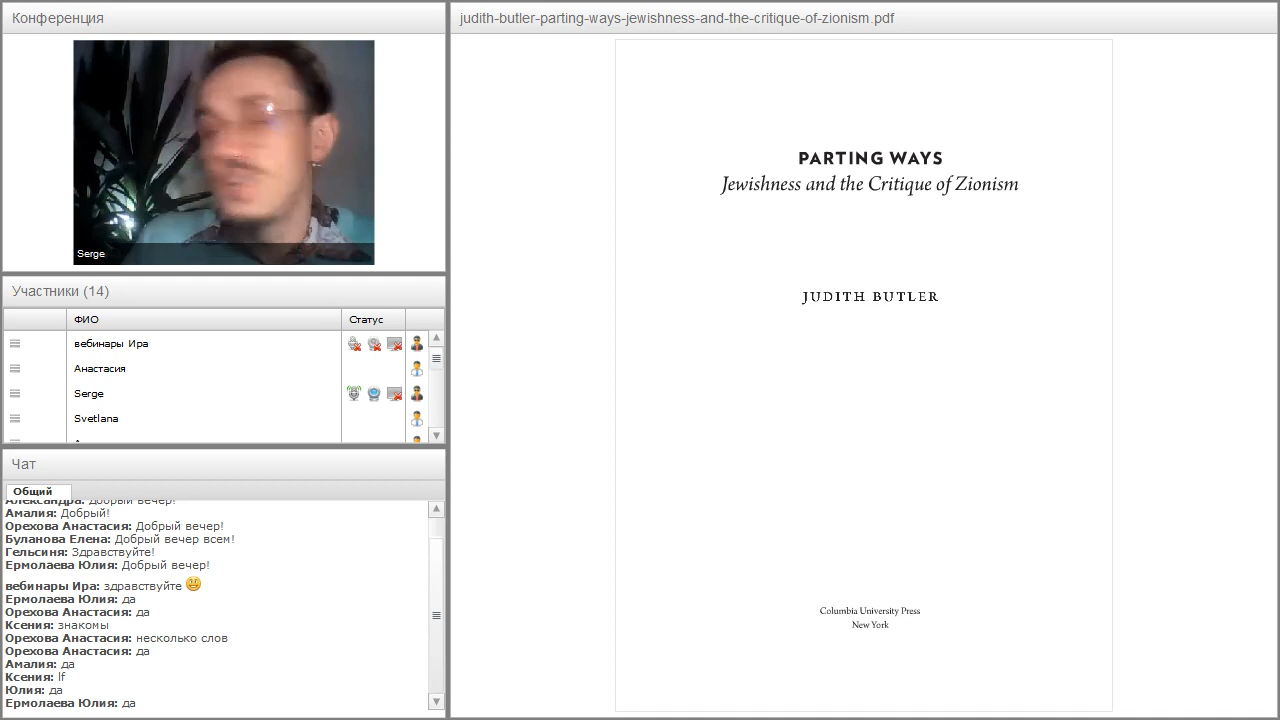 Конференция
Serge
Участники (14)
ФИО
Статус
вебинары Ира
Анастасия
Serge
Svetlana
Чат
Общий
Александра: Добрый вечер!
Амалия: Добрый!
Орехова Анастасия: Добрый вечер!
Буланова Елена: Добрый вечер всем!
Гельсиня: Здравствуйте!
Ермолаева Юлия: Добрый вечер!
вебинары Ира: здравствуйте
Ермолаева Юлия: да
Орехова Анастасия: да
Ксения: знакомы
Орехова Анастасия: несколько слов
Орехова Анастасия: да
Амалия: да
Ксения: lf
Юлия: да
Ермолаева Юлия: да
judith-butler-parting-ways-jewishness-and-the-critique-of-zionism.pdf
PARTING WAYS
Jewishness and the Critique of Zionism
JUDITH BUTLER
Columbia University Press
New York